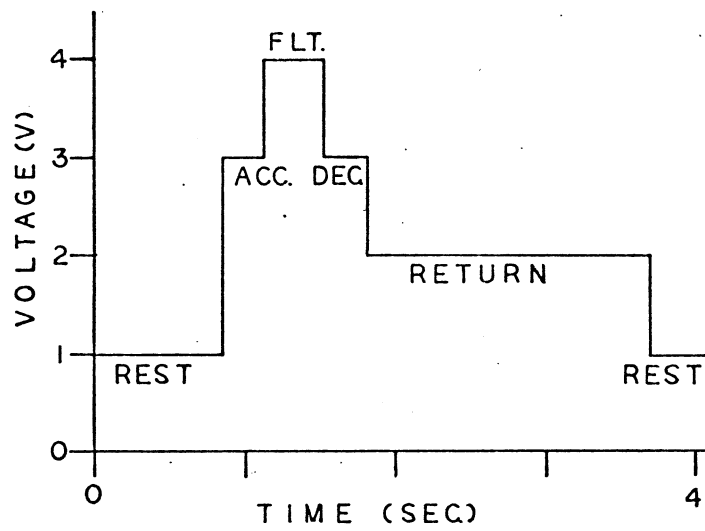 FLT.
4
3
ACC. DEC.
2
RETURN
1
REST
REST
0
VOLTAGE (V)
0
4
TIME (SEC.)